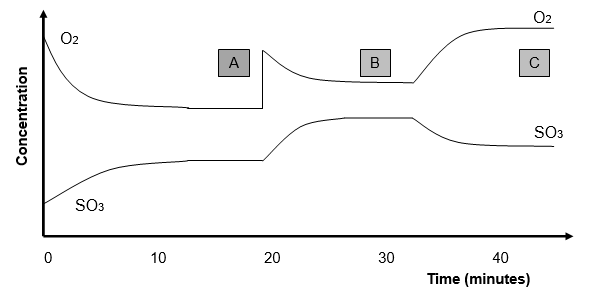 O₂
O₂
A
B
C
Concentration
SO₃
SO₃
0 10 20 30 40
Time (minutes)